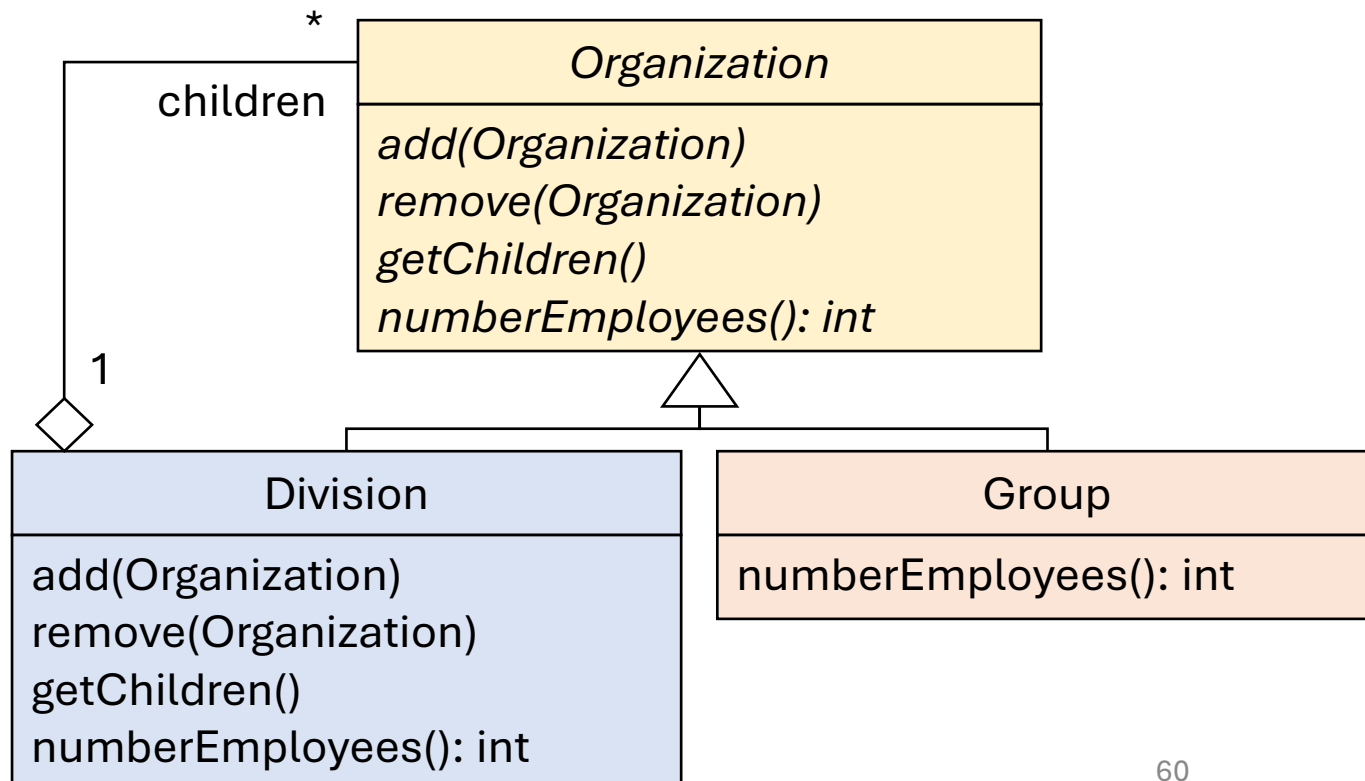 *
children
Organization
add(Organization)
remove(Organization)
getChildren()
numberEmployees(): int
1
Division
add(Organization)
remove(Organization)
getChildren()
numberEmployees(): int
Group
numberEmployees(): int
60